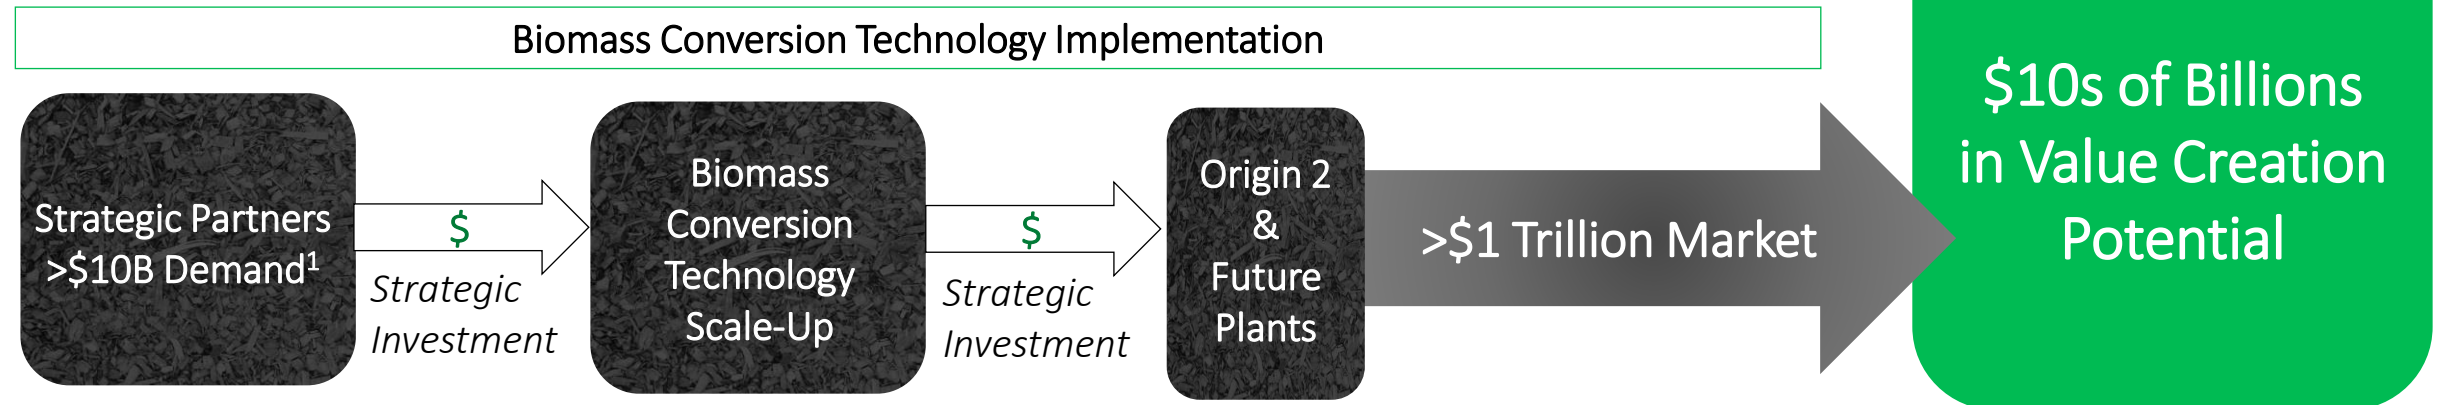 Biomass Conversion Technology Implementation
Strategic Partners
>$10B Demand¹
$
Strategic
Investment
Biomass
Conversion
Technology
Scale-Up
$
Strategic
Investment
Origin 2
&
Future
Plants
>$1 Trillion Market
$10s of Billions
in Value Creation
Potential